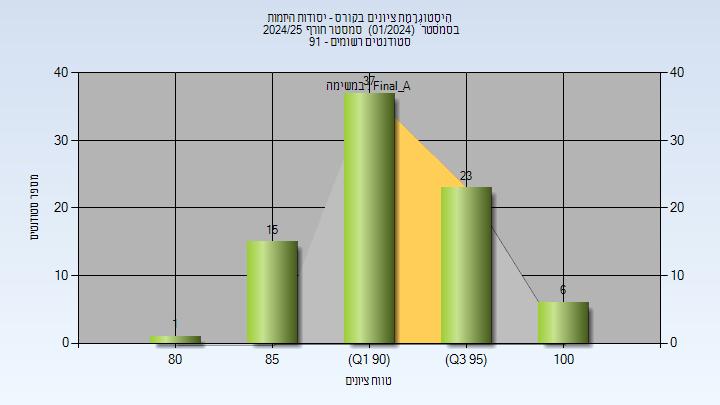 היסטוגרמת ציונים בקורס - יסודות היזמות
בסמסטר (01/2024) סמסטר חורף 2024/25
סטודנטים רשומים - 91
במשימה Final_A
40
30
20
10
0
40
30
20
10
0
מספר סטודנטים
1
15
37
23
6
80
85
(Q1 90)
(Q3 95)
100
טווח ציונים